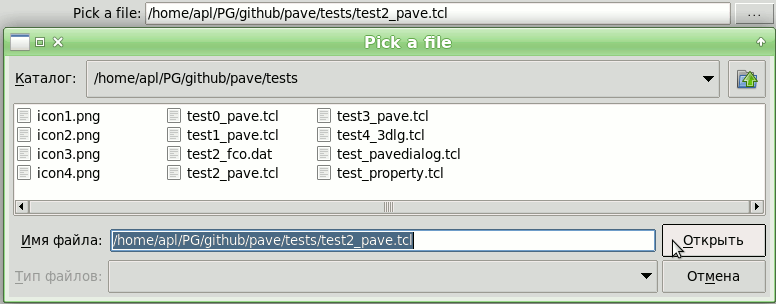 Pick a file: /home/apl/PG/github/pave/tests/test2_pave.tcl ...
Pick a file
Каталог: /home/apl/PG/github/pave/tests
icon1.png test0_pave.tcl test3_pave.tcl
icon2.png test1_pave.tcl test4_3dlg.tcl
icon3.png test2_fco.dat test_pavedialog.tcl
icon4.png test2_pave.tcl test_property.tcl
Имя файла: /home/apl/PG/github/pave/tests/test2_pave.tcl Открыть
Тип файлов: Отмена